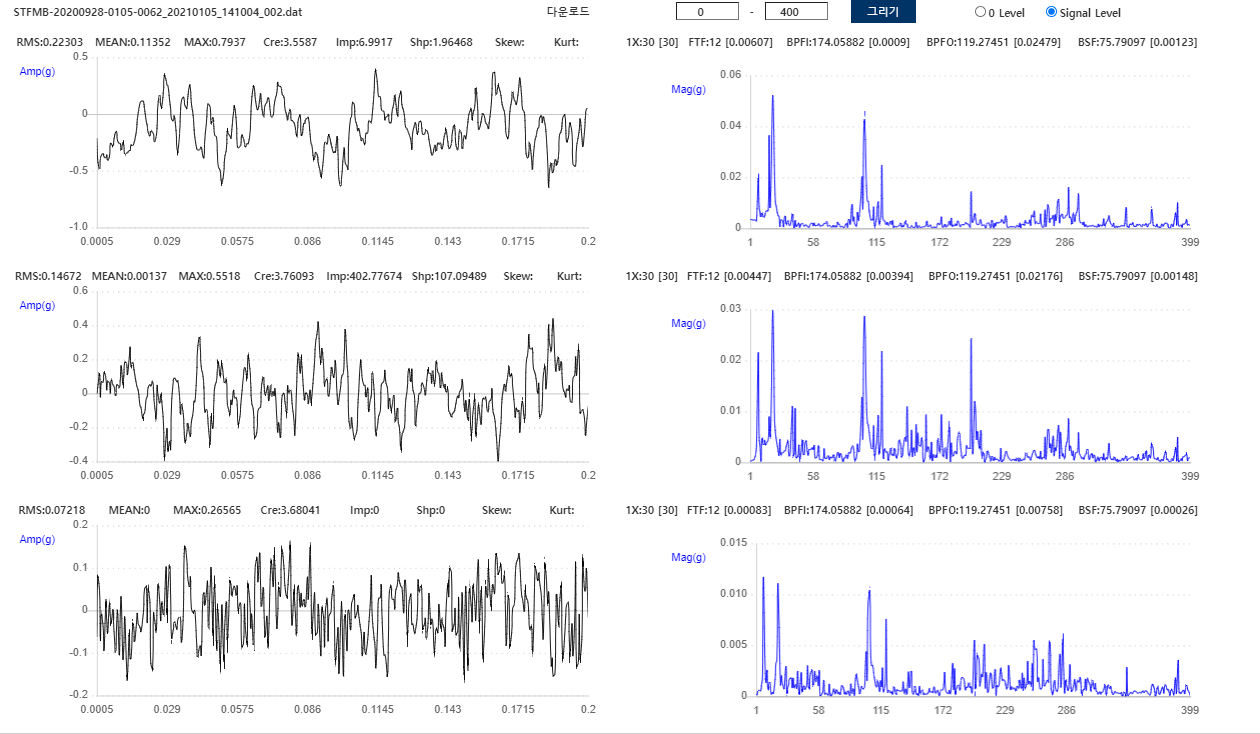 STFMB-20200928-0105-0062_20210105_141004_002.dat 다운로드 0 - 400 그리기 0 Level Signal Level
RMS:0.22303 MEAN:0.11352 MAX:0.7937 Cre:3.5587 Imp:6.9917 Shp:1.96468 Skew: Kurt:
Amp(g)
0.5
0
-0.5
-1.0
0.0005 0.029 0.0575 0.086 0.1145 0.143 0.1715 0.2
1X:30 [30] FTF:12 [0.00607] BPFI:174.05882 [0.0009] BPFO:119.27451 [0.02479] BSF:75.79097 [0.00123]
Mag(g)
0.06
0.04
0.02
0
1 58 115 172 229 286 399
RMS:0.14672 MEAN:0.00137 MAX:0.5518 Cre:3.76093 Imp:402.77674 Shp:107.09489 Skew: Kurt:
Amp(g)
0.6
0.4
0.2
0
-0.2
-0.4
0.0005 0.029 0.0575 0.086 0.1145 0.143 0.1715 0.2
1X:30 [30] FTF:12 [0.00447] BPFI:174.05882 [0.00394] BPFO:119.27451 [0.02176] BSF:75.79097 [0.00148]
Mag(g)
0.03
0.02
0.01
0
1 58 115 172 229 286 399
RMS:0.07218 MEAN:0 MAX:0.26565 Cre:3.68041 Imp:0 Shp:0 Skew: Kurt:
Amp(g)
0.2
0.1
0
-0.1
-0.2
0.0005 0.029 0.0575 0.086 0.1145 0.143 0.1715 0.2
1X:30 [30] FTF:12 [0.00083] BPFI:174.05882 [0.00064] BPFO:119.27451 [0.00758] BSF:75.79097 [0.00026]
Mag(g)
0.015
0.010
0.005
0
1 58 115 172 229 286 399